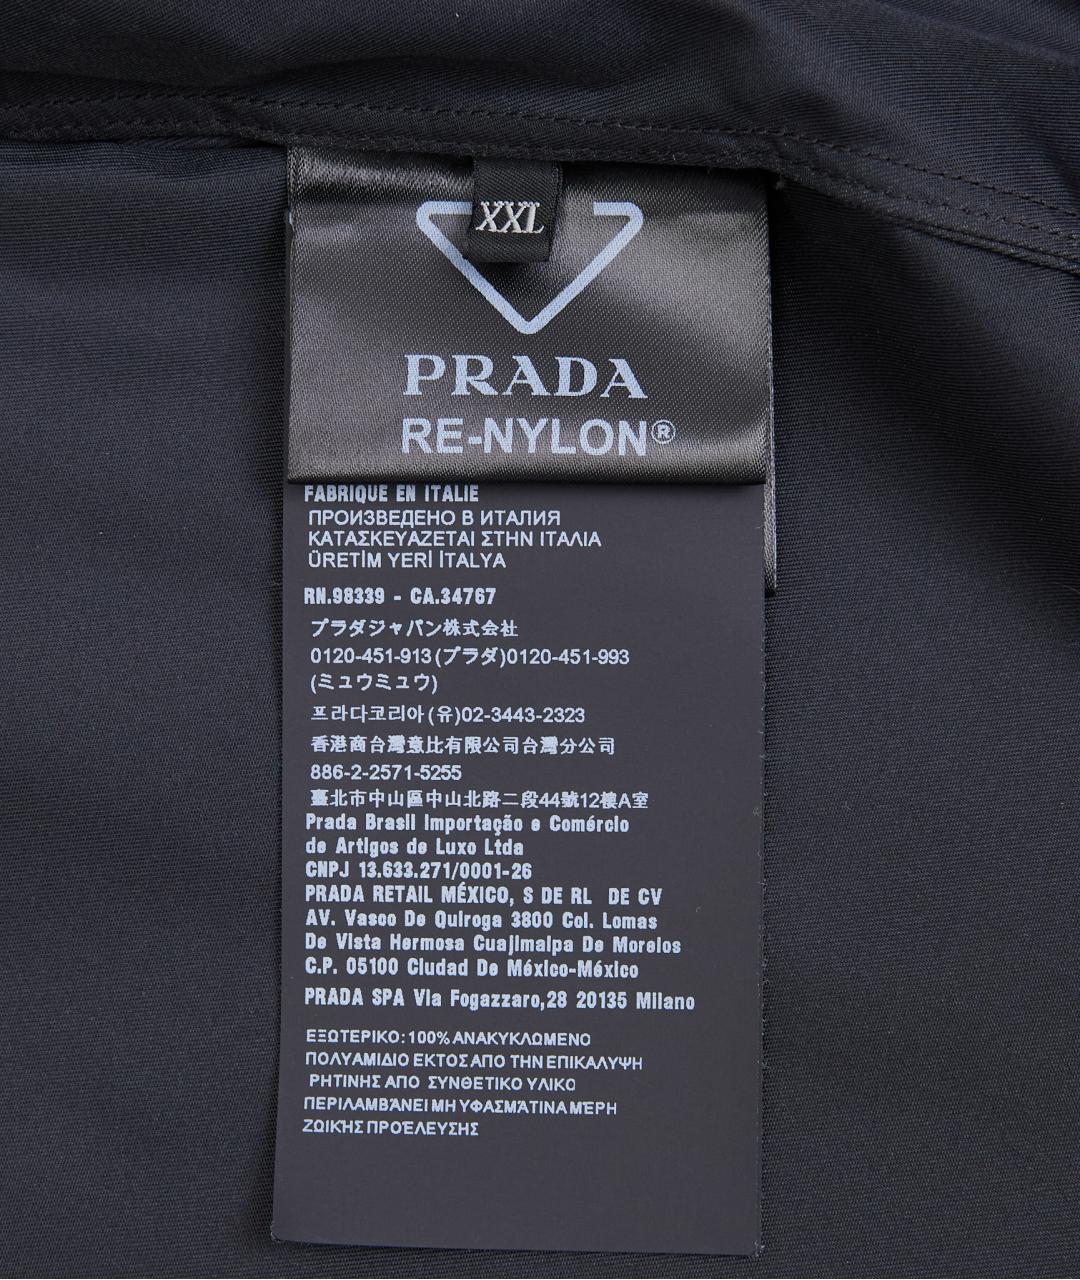 XXL
PRADA
RE-NYLON®
FABRIQUE EN ITALIE
ПРОИЗВЕДЕНО В ИТАЛИЯ
ΚΑΤΑΣΚΕΥΑΖΕΤΑΙ ΣΤΗΝ ΙΤΑΛΙΑ
ÜRETİM YERİ İTALYA
RN.98339 - CA.34767
プラダジャパン株式会社
0120-451-913(プラダ)0120-451-993
(ミュウミュウ)
프라다코리아(유)02-3443-2323
香港商台灣意比有限公司台灣分公司
886-2-2571-5255
臺北市中山區中山北路二段44號12樓A室
Prada Brasil Importação e Comércio
de Artigos de Luxo Ltda
CNPJ 13.633.271/0001-26
PRADA RETAIL MÉXICO, S DE RL DE CV
AV. Vasco De Quiroga 3800 Col. Lomas
De Vista Hermosa Cuajimalpa De Morelos
C.P. 05100 Ciudad De México-México
PRADA SPA Via Fogazzaro,28 20135 Milano
ΕΞΩΤΕΡΙΚΟ: 100% ΑΝΑΚΥΚΛΩΜΕΝΟ
ΠΟΛΥΑΜΙΔΙΟ ΕΚΤΟΣ ΑΠΟ ΤΗΝ ΕΠΙΚΑΛΥΨΗ
ΡΗΤΙΝΗΣ ΑΠΟ ΣΥΝΘΕΤΙΚΟ ΥΛΙΚΟ
ΠΕΡΙΛΑΜΒΆΝΕΙ ΜΗ ΥΦΑΣΜΆΤΙΝΑ ΜΈΡΗ
ΖΩΙΚΉΣ ΠΡΟΈΛΕΥΣΗΣ